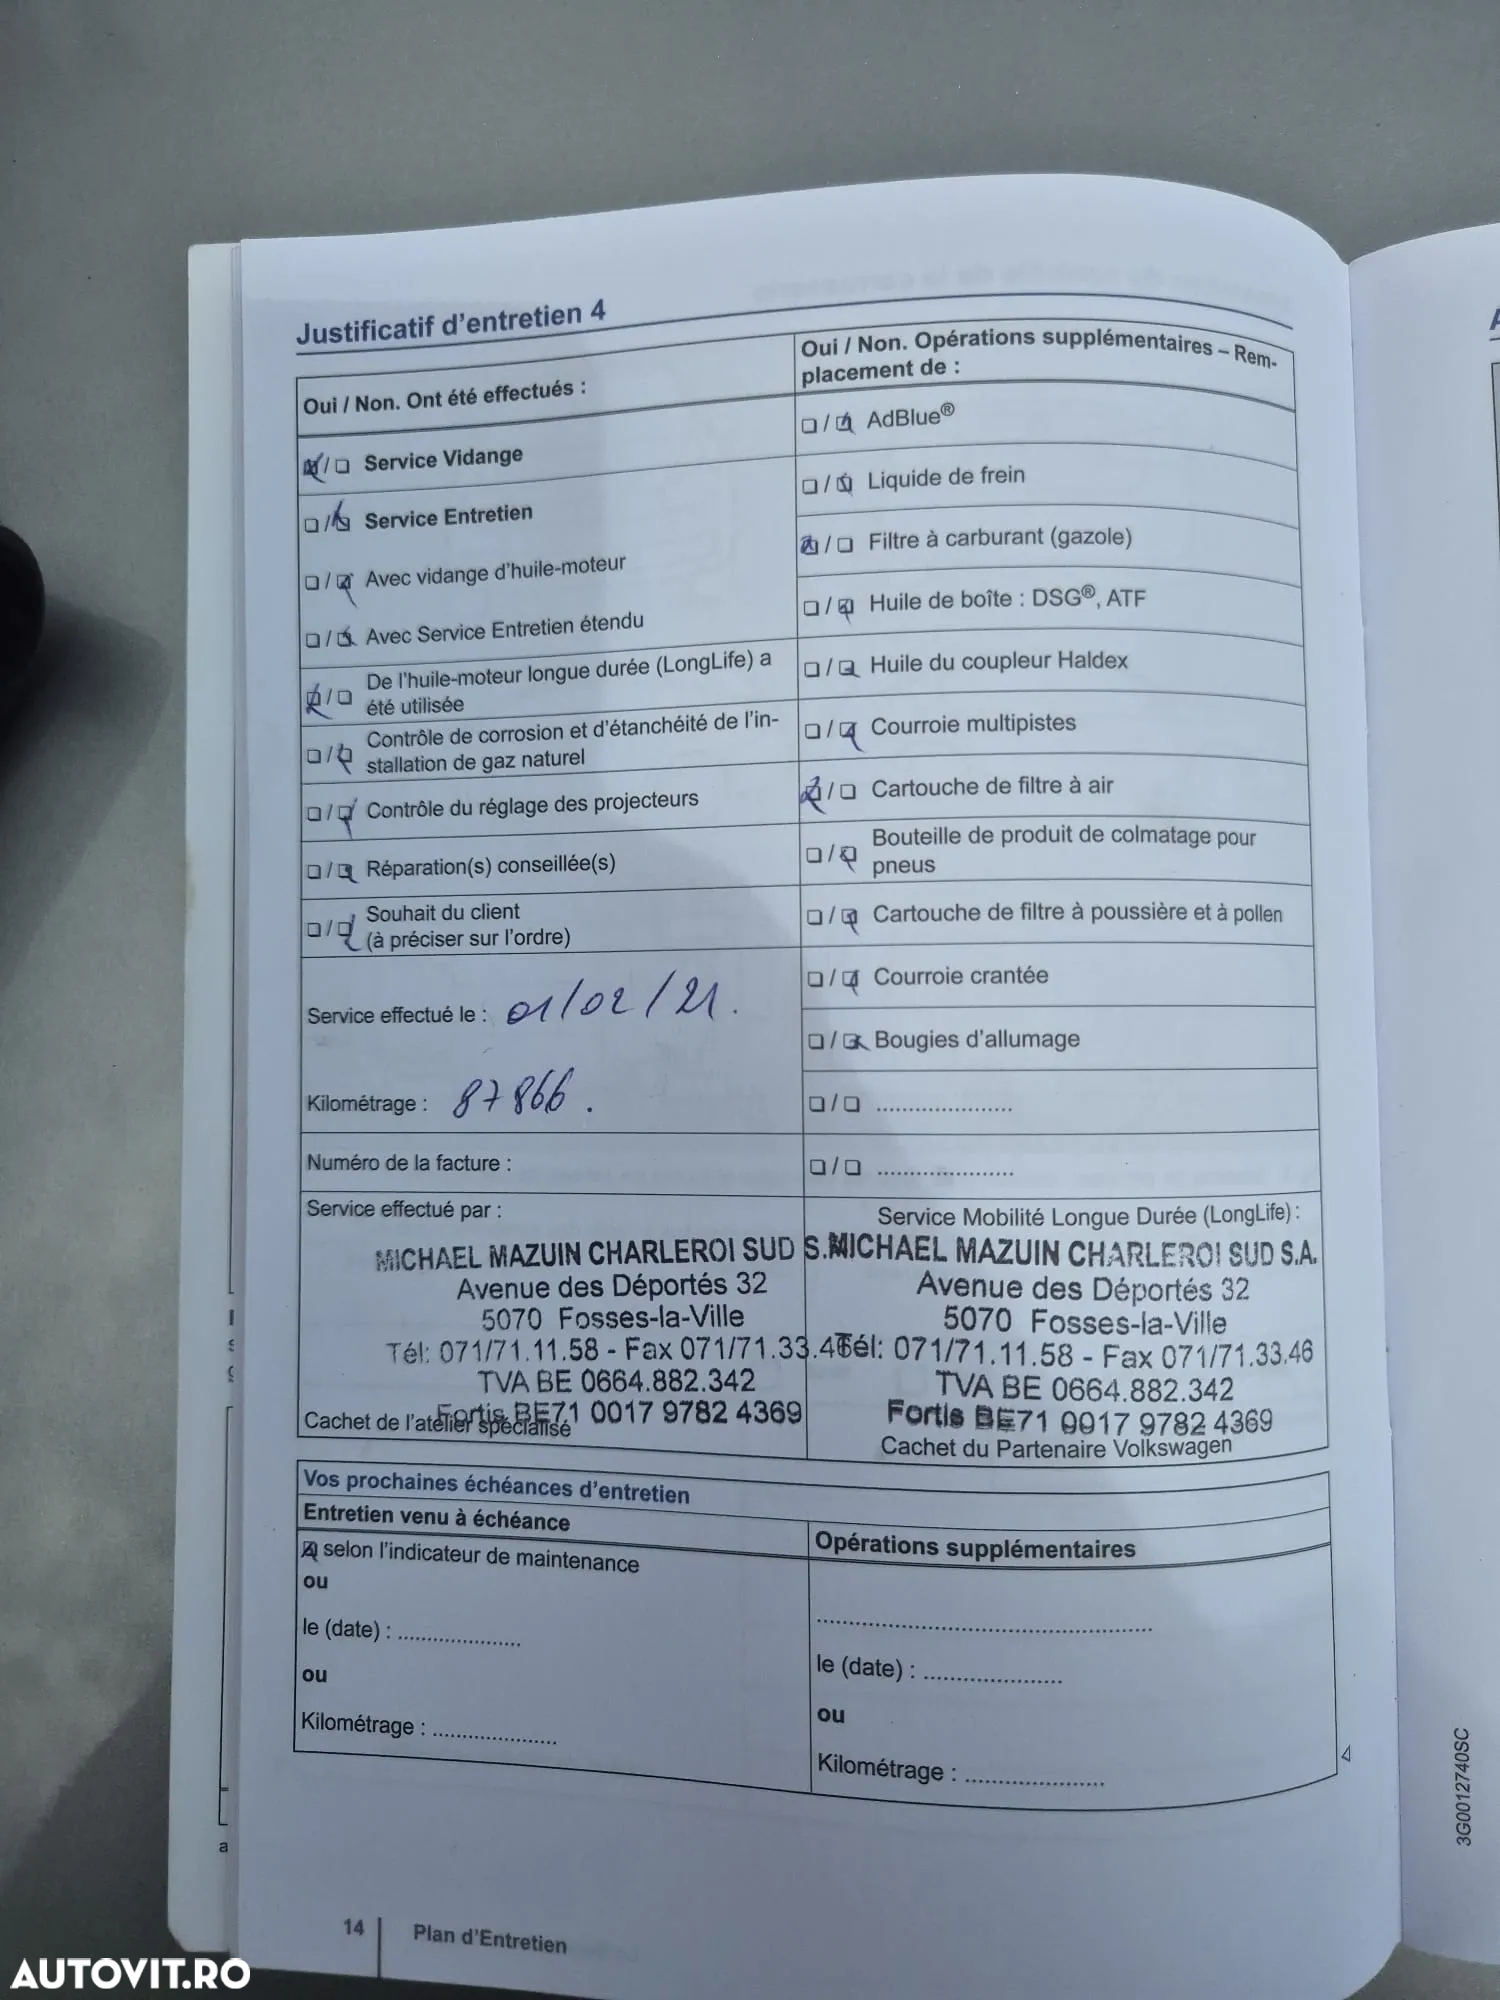 Justificatif d'entretien 4
Oui / Non. Ont été effectués :
☒/☐ Service Vidange
☐/☒ Service Entretien
☐/☒ Avec vidange d'huile-moteur
☐/☒ Avec Service Entretien étendu
☒/☐ De l'huile-moteur longue durée (LongLife) a
été utilisée
☐/☒ Contrôle de corrosion et d'étanchéité de l'in-
stallation de gaz naturel
☐/☒ Contrôle du réglage des projecteurs
☐/☒ Réparation(s) conseillée(s)
☐/☒ Souhait du client
(à préciser sur l'ordre)
Service effectué le : 01/02/21.
Kilométrage : 87866.
Numéro de la facture :
Oui / Non. Opérations supplémentaires – Rem-
placement de :
☐/☒ AdBlue®
☐/☒ Liquide de frein
☒/☐ Filtre à carburant (gazole)
☐/☒ Huile de boîte : DSG®, ATF
☐/☒ Huile du coupleur Haldex
☐/☒ Courroie multipistes
☒/☐ Cartouche de filtre à air
☐/☒ Bouteille de produit de colmatage pour
pneus
☐/☒ Cartouche de filtre à poussière et à pollen
☐/☒ Courroie crantée
☐/☒ Bougies d'allumage
☐/☐ ........................
☐/☐ ........................
Service effectué par :
MICHAEL MAZUIN CHARLEROI SUD S.
Avenue des Déportés 32
5070 Fosses-la-Ville
Tél: 071/71.11.58 - Fax 071/71.33.46
TVA BE 0664.882.342
Fortis BE71 0017 9782 4369
Cachet de l'atelier spécialisé
Service Mobilité Longue Durée (LongLife) :
MICHAEL MAZUIN CHARLEROI SUD S.A.
Avenue des Déportés 32
5070 Fosses-la-Ville
Tél: 071/71.11.58 - Fax 071/71.33.46
TVA BE 0664.882.342
Fortis BE71 0017 9782 4369
Cachet du Partenaire Volkswagen
Vos prochaines échéances d'entretien
Entretien venu à échéance
☒ selon l'indicateur de maintenance
ou
le (date) : .....................
ou
Kilométrage : .....................
Opérations supplémentaires
.........................................................
le (date) : ........................
ou
Kilométrage : ........................
3G0012740SC
14 | Plan d'Entretien
AUTOVIT.RO